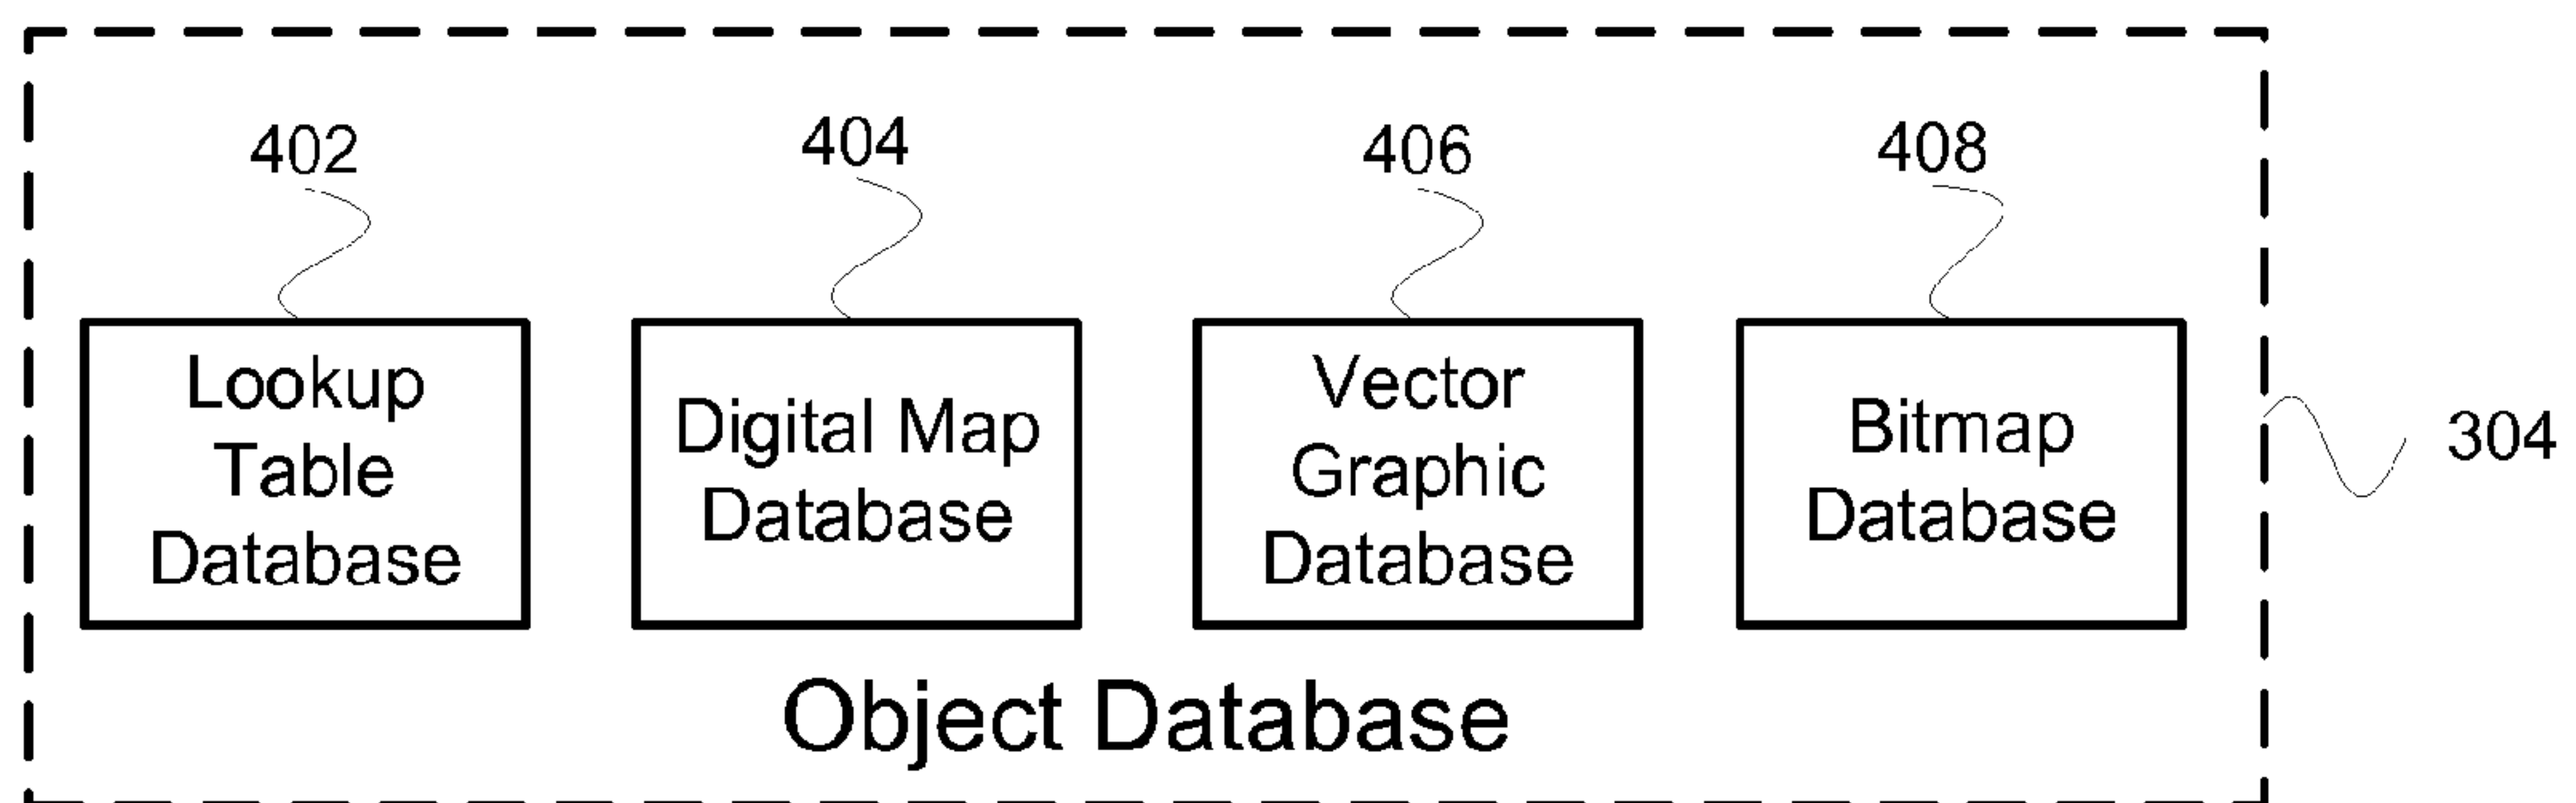 402
404
406
408
Lookup
Table
Database
Digital Map
Database
Vector
Graphic
Database
Bitmap
Database
304
Object Database